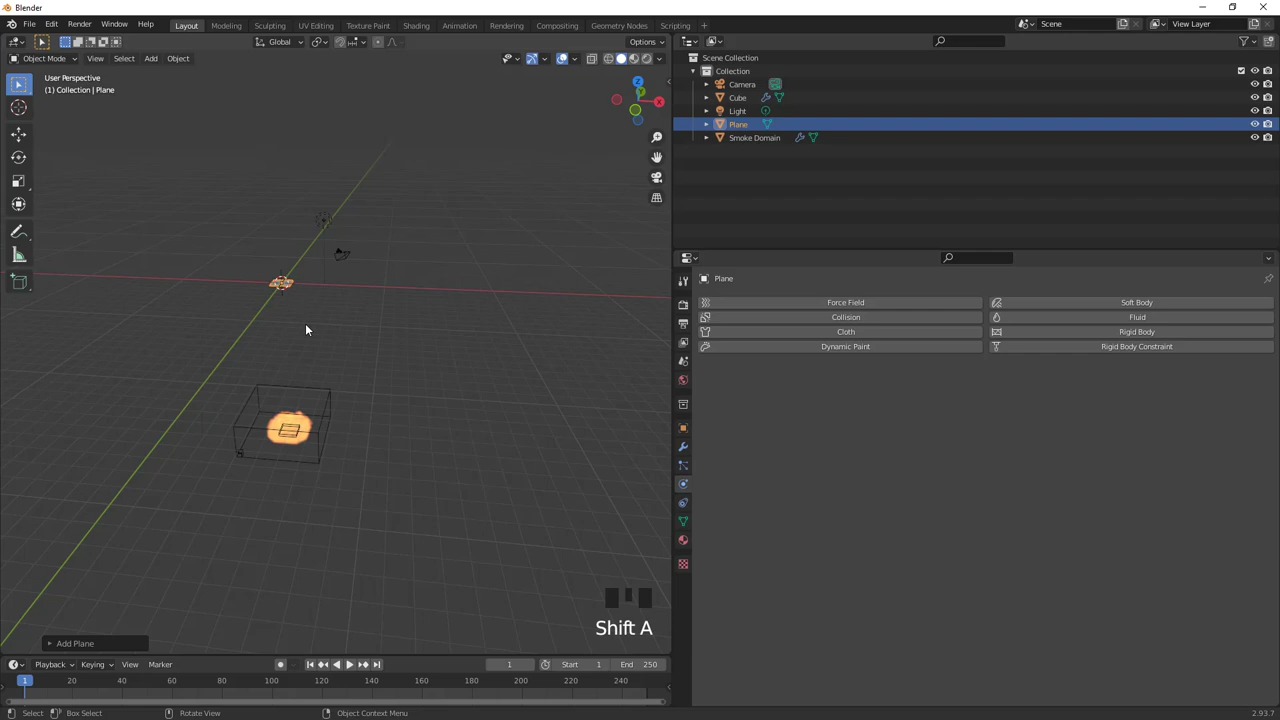 Blender
File Edit Render Window Help Layout Modeling Sculpting UV Editing Texture Paint Shading Animation Rendering Compositing Geometry Nodes Scripting + Scene View Layer
Global Options
Object Mode View Select Add Object
User Perspective
(1) Collection | Plane
Z
X
Scene Collection
Collection
Camera
Cube
Light
Plane
Smoke Domain
Plane
Force Field Soft Body
Collision Fluid
Cloth Rigid Body
Dynamic Paint Rigid Body Constraint
Shift A
Add Plane
Playback Keying View Marker 1 Start 1 End 250
1 20 40 60 80 100 120 140 160 180 200 220 240
Select Box Select Rotate View Object Context Menu 2.93.7